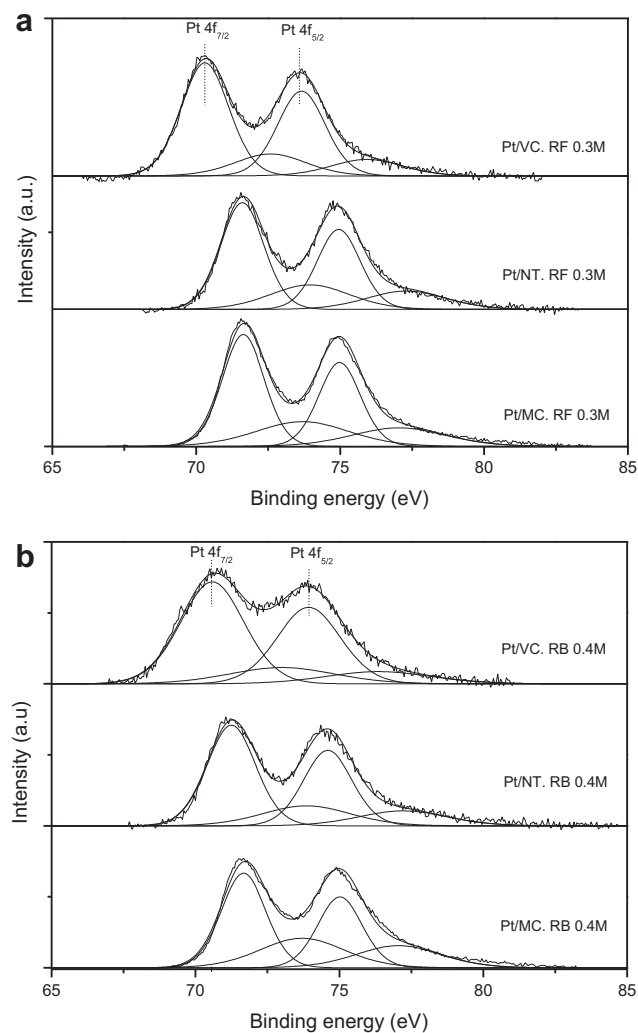 a
Pt 4f7/2
Pt 4f5/2
Pt/VC. RF 0.3M
Pt/NT. RF 0.3M
Pt/MC. RF 0.3M
Intensity (a.u.)
65 70 75 80 85
Binding energy (eV)
b
Pt 4f7/2
Pt 4f5/2
Pt/VC. RB 0.4M
Pt/NT. RB 0.4M
Pt/MC. RB 0.4M
Intensity (a.u)
65 70 75 80 85
Binding energy (eV)